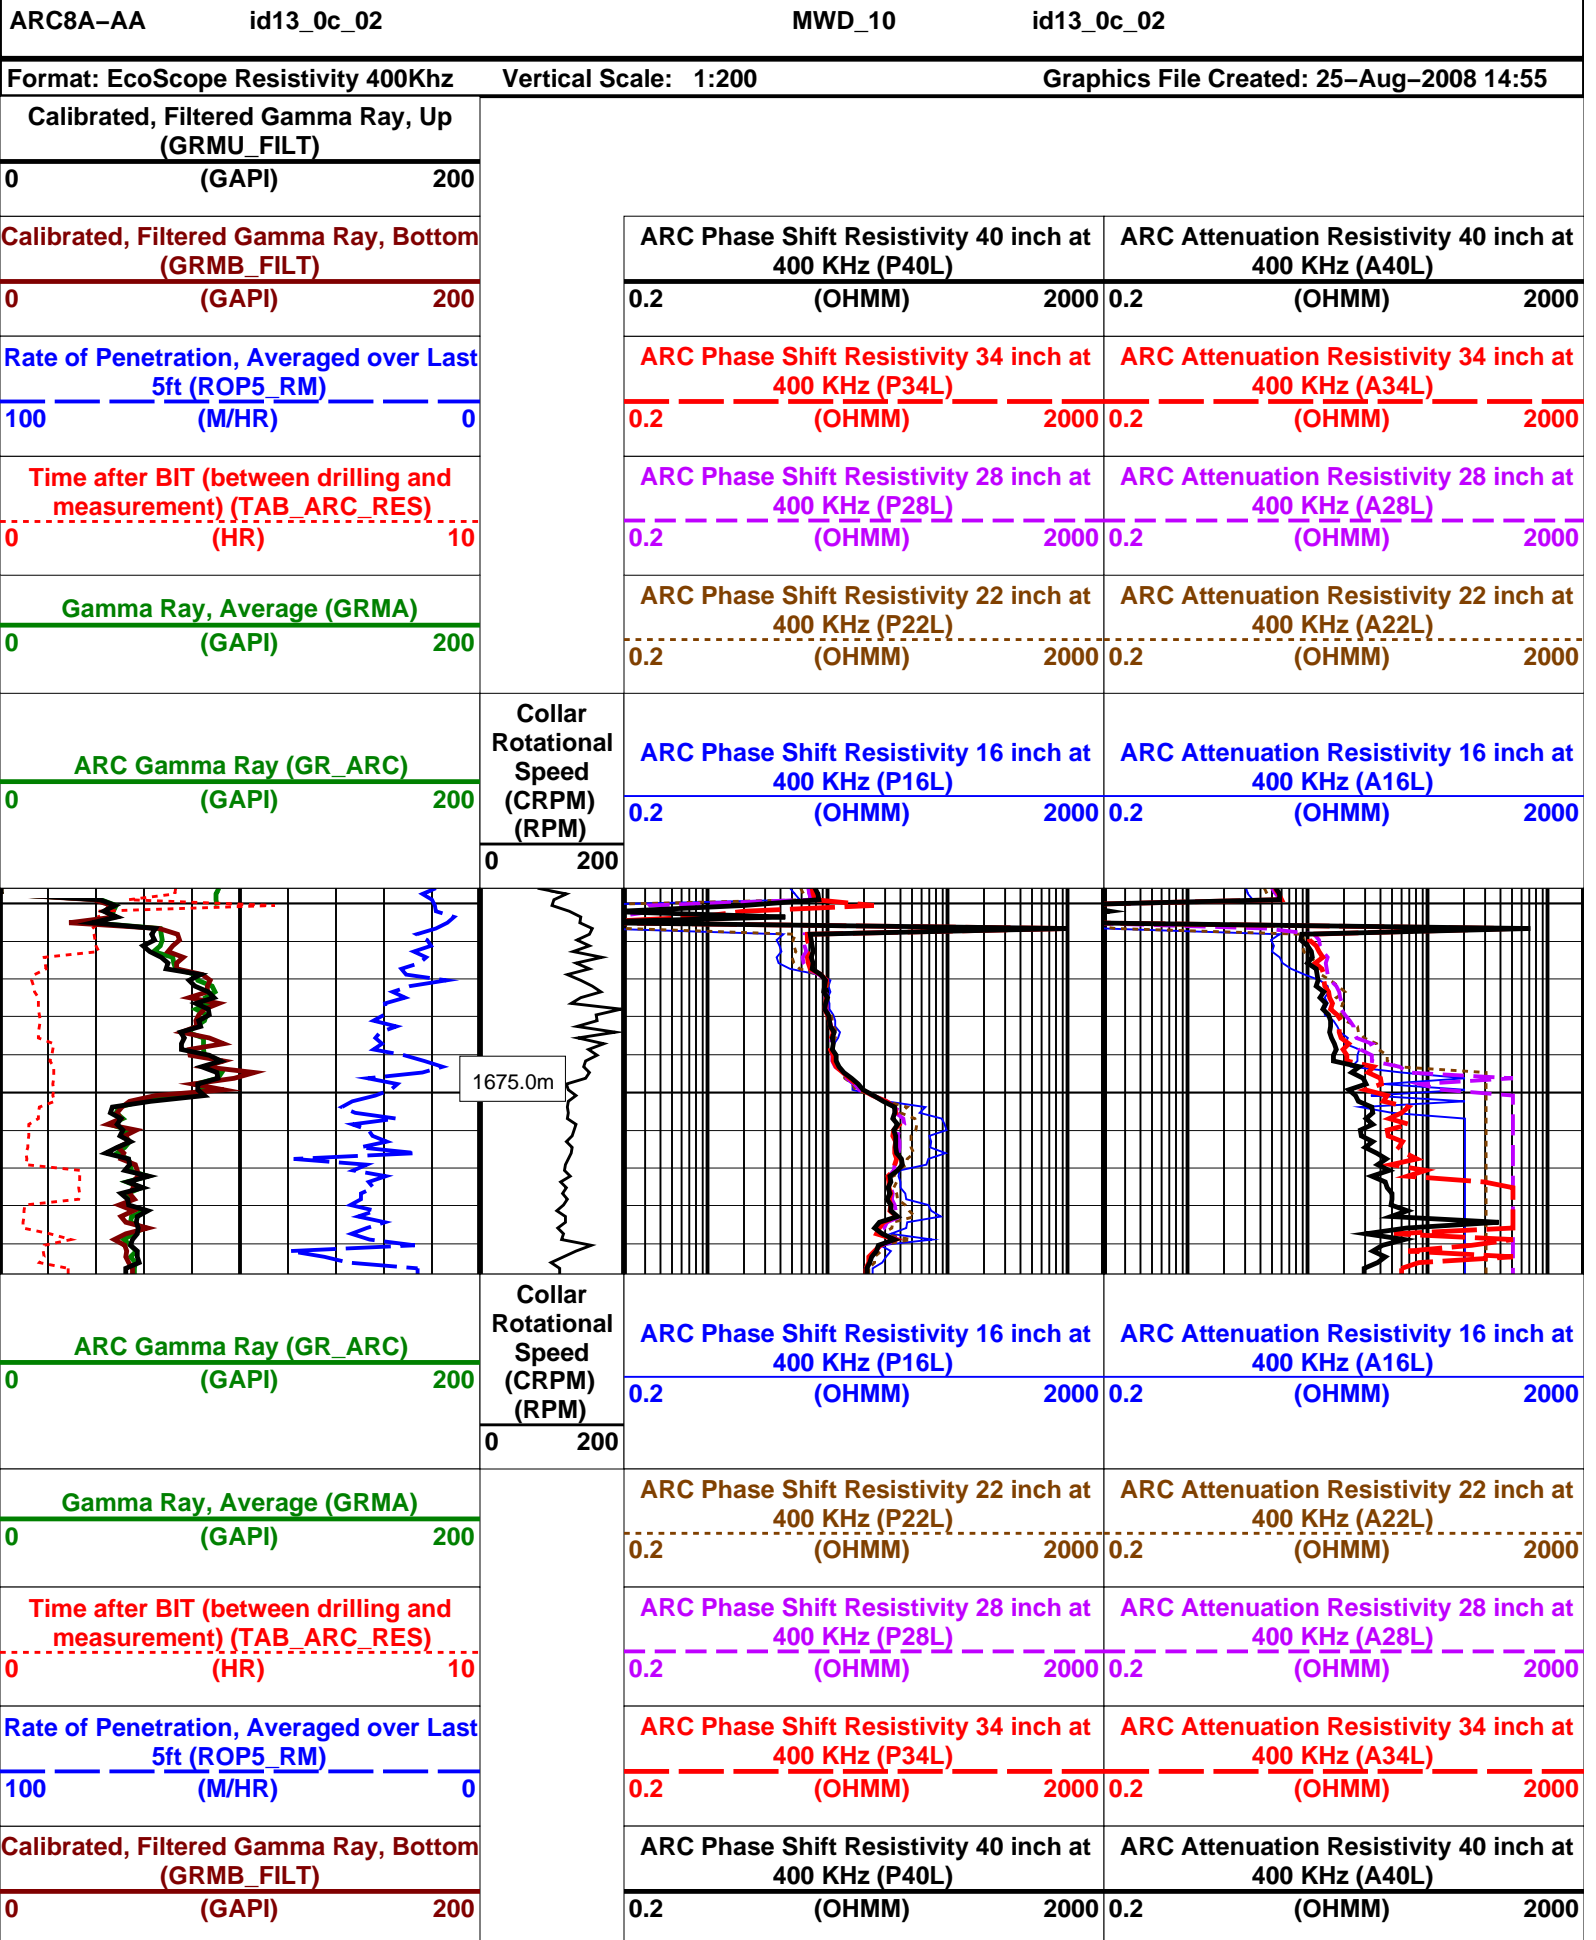 ARC8A–AA id13_0c_02 MWD_10 id13_0c_02
Format: EcoScope Resistivity 400Khz Vertical Scale: 1:200 Graphics File Created: 25–Aug–2008 14:55
Calibrated, Filtered Gamma Ray, Up
(GRMU_FILT)
0 (GAPI) 200
Calibrated, Filtered Gamma Ray, Bottom
(GRMB_FILT)
0 (GAPI) 200
ARC Phase Shift Resistivity 40 inch at
400 KHz (P40L)
0.2 (OHMM) 2000
ARC Attenuation Resistivity 40 inch at
400 KHz (A40L)
0.2 (OHMM) 2000
Rate of Penetration, Averaged over Last
5ft (ROP5_RM)
100 (M/HR) 0
ARC Phase Shift Resistivity 34 inch at
400 KHz (P34L)
0.2 (OHMM) 2000
ARC Attenuation Resistivity 34 inch at
400 KHz (A34L)
0.2 (OHMM) 2000
Time after BIT (between drilling and
measurement) (TAB_ARC_RES)
0 (HR) 10
ARC Phase Shift Resistivity 28 inch at
400 KHz (P28L)
0.2 (OHMM) 2000
ARC Attenuation Resistivity 28 inch at
400 KHz (A28L)
0.2 (OHMM) 2000
Gamma Ray, Average (GRMA)
0 (GAPI) 200
ARC Phase Shift Resistivity 22 inch at
400 KHz (P22L)
0.2 (OHMM) 2000
ARC Attenuation Resistivity 22 inch at
400 KHz (A22L)
0.2 (OHMM) 2000
ARC Gamma Ray (GR_ARC)
0 (GAPI) 200
Collar
Rotational
Speed
(CRPM)
(RPM)
0 200
ARC Phase Shift Resistivity 16 inch at
400 KHz (P16L)
0.2 (OHMM) 2000
ARC Attenuation Resistivity 16 inch at
400 KHz (A16L)
0.2 (OHMM) 2000
1675.0m
ARC Gamma Ray (GR_ARC)
0 (GAPI) 200
Collar
Rotational
Speed
(CRPM)
(RPM)
0 200
ARC Phase Shift Resistivity 16 inch at
400 KHz (P16L)
0.2 (OHMM) 2000
ARC Attenuation Resistivity 16 inch at
400 KHz (A16L)
0.2 (OHMM) 2000
Gamma Ray, Average (GRMA)
0 (GAPI) 200
ARC Phase Shift Resistivity 22 inch at
400 KHz (P22L)
0.2 (OHMM) 2000
ARC Attenuation Resistivity 22 inch at
400 KHz (A22L)
0.2 (OHMM) 2000
Time after BIT (between drilling and
measurement) (TAB_ARC_RES)
0 (HR) 10
ARC Phase Shift Resistivity 28 inch at
400 KHz (P28L)
0.2 (OHMM) 2000
ARC Attenuation Resistivity 28 inch at
400 KHz (A28L)
0.2 (OHMM) 2000
Rate of Penetration, Averaged over Last
5ft (ROP5_RM)
100 (M/HR) 0
ARC Phase Shift Resistivity 34 inch at
400 KHz (P34L)
0.2 (OHMM) 2000
ARC Attenuation Resistivity 34 inch at
400 KHz (A34L)
0.2 (OHMM) 2000
Calibrated, Filtered Gamma Ray, Bottom
(GRMB_FILT)
0 (GAPI) 200
ARC Phase Shift Resistivity 40 inch at
400 KHz (P40L)
0.2 (OHMM) 2000
ARC Attenuation Resistivity 40 inch at
400 KHz (A40L)
0.2 (OHMM) 2000